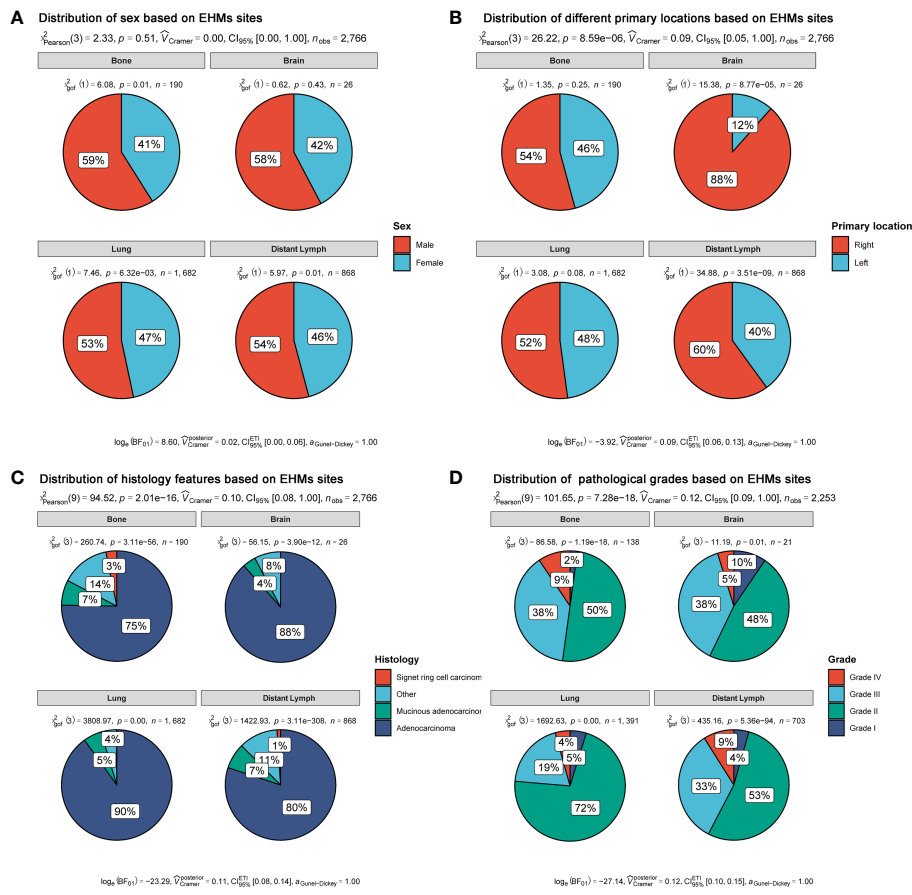 A Distribution of sex based on EHMs sites
χ²Pearson(3) = 2.33, p = 0.51, V̂Cramer = 0.00, CI95% [0.00, 1.00], nobs = 2,766
Bone
Brain
χ²gof (1) = 6.08, p = 0.01, n = 190
χ²gof (1) = 0.62, p = 0.43, n = 26
59%
41%
58%
42%
Lung
Distant Lymph
χ²gof (1) = 7.46, p = 6.32e−03, n = 1,682
χ²gof (1) = 5.97, p = 0.01, n = 868
53%
47%
54%
46%
Sex
Male
Female
loge(BF01) = 8.60, V̂Cramer posterior = 0.02, CI95% ETI [0.00, 0.06], aGunel−Dickey = 1.00
B Distribution of different primary locations based on EHMs sites
χ²Pearson(3) = 26.22, p = 8.59e−06, V̂Cramer = 0.09, CI95% [0.05, 1.00], nobs = 2,766
Bone
Brain
χ²gof (1) = 1.35, p = 0.25, n = 190
χ²gof (1) = 15.38, p = 8.77e−05, n = 26
54%
46%
12%
88%
Lung
Distant Lymph
χ²gof (1) = 3.08, p = 0.08, n = 1,682
χ²gof (1) = 34.88, p = 3.51e−09, n = 868
52%
48%
60%
40%
Primary location
Right
Left
loge(BF01) = −3.92, V̂Cramer posterior = 0.09, CI95% ETI [0.06, 0.13], aGunel−Dickey = 1.00
C Distribution of histology features based on EHMs sites
χ²Pearson(9) = 94.52, p = 2.01e−16, V̂Cramer = 0.10, CI95% [0.08, 1.00], nobs = 2,766
Bone
Brain
χ²gof (3) = 260.74, p = 3.11e−56, n = 190
χ²gof (3) = 56.15, p = 3.90e−12, n = 26
3%
14%
7%
75%
8%
4%
88%
Lung
Distant Lymph
χ²gof (3) = 3808.97, p = 0.00, n = 1,682
χ²gof (3) = 1422.93, p = 3.11e−308, n = 868
4%
5%
90%
1%
11%
7%
80%
Histology
Signet ring cell carcinom
Other
Mucinous adenocarcinor
Adenocarcinoma
loge(BF01) = −23.29, V̂Cramer posterior = 0.11, CI95% ETI [0.08, 0.14], aGunel−Dickey = 1.00
D Distribution of pathological grades based on EHMs sites
χ²Pearson(9) = 101.65, p = 7.28e−18, V̂Cramer = 0.12, CI95% [0.09, 1.00], nobs = 2,253
Bone
Brain
χ²gof (3) = 86.58, p = 1.19e−18, n = 138
χ²gof (3) = 11.19, p = 0.01, n = 21
2%
9%
38%
50%
10%
5%
38%
48%
Lung
Distant Lymph
χ²gof (3) = 1692.63, p = 0.00, n = 1,391
χ²gof (3) = 435.16, p = 5.36e−94, n = 703
4%
5%
19%
72%
9%
4%
33%
53%
Grade
Grade IV
Grade III
Grade II
Grade I
loge(BF01) = −27.14, V̂Cramer posterior = 0.12, CI95% ETI [0.10, 0.15], aGunel−Dickey = 1.00